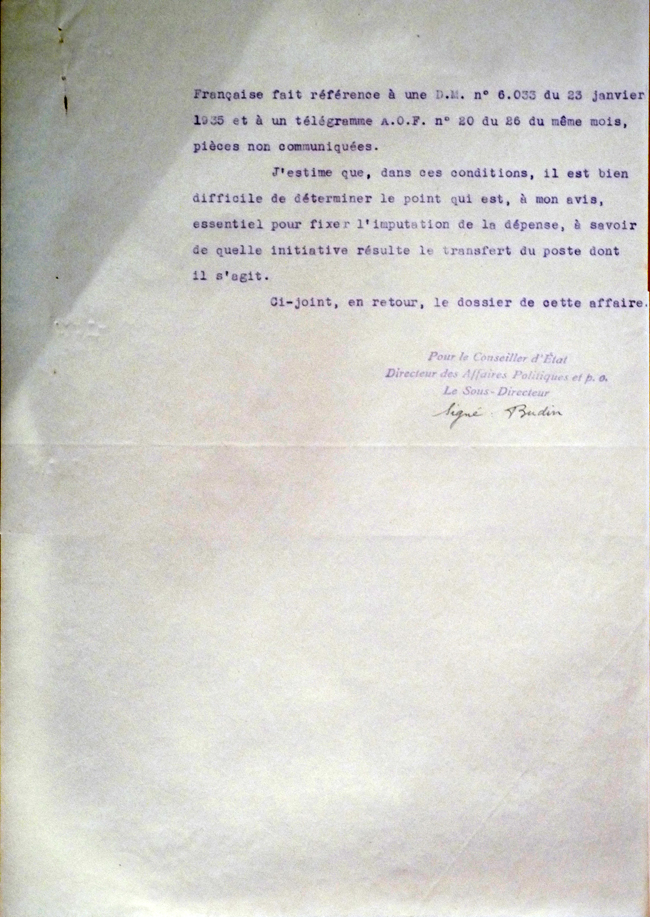 Française fait référence à une D.M. n° 6.033 du 23 janvier
1935 et à un télégramme A.O.F. n° 20 du 26 du même mois,
pièces non communiquées.
J'estime que, dans ces conditions, il est bien
difficile de déterminer le point qui est, à mon avis,
essentiel pour fixer l'imputation de la dépense, à savoir
de quelle initiative résulte le transfert du poste dont
il s'agit.
Ci-joint, en retour, le dossier de cette affaire.
Pour le Conseiller d'État
Directeur des Affaires Politiques et p. o.
Le Sous-Directeur
signé : Budin